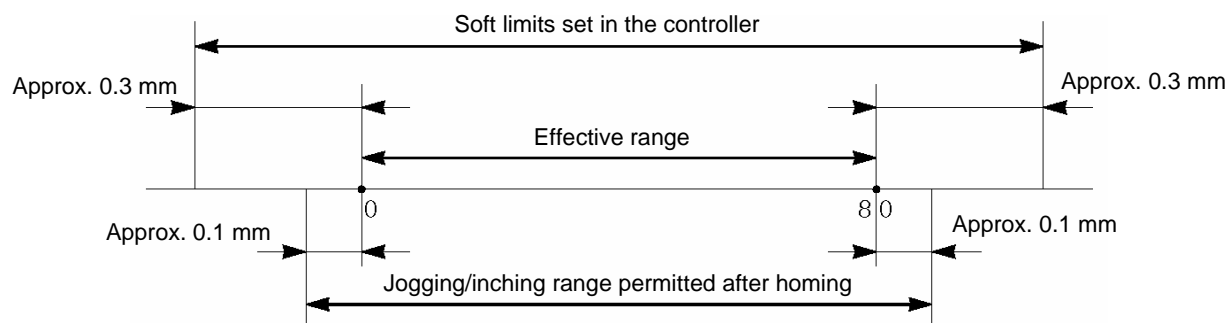 Soft limits set in the controller
Approx. 0.3 mm
Approx. 0.3 mm
Effective range
0
80
Approx. 0.1 mm
Approx. 0.1 mm
Jogging/inching range permitted after homing